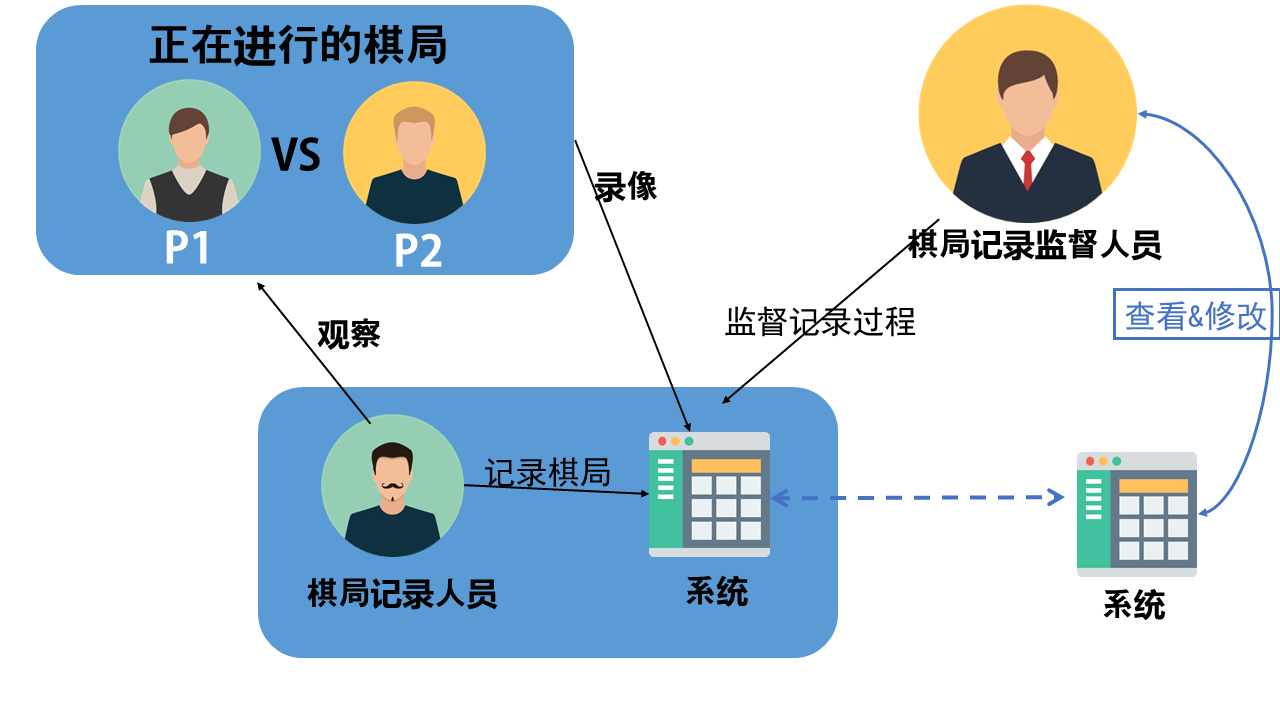 正在进行的棋局
VS
P1
P2
录像
棋局记录监督人员
观察
监督记录过程
查看&修改
记录棋局
棋局记录人员
系统
系统